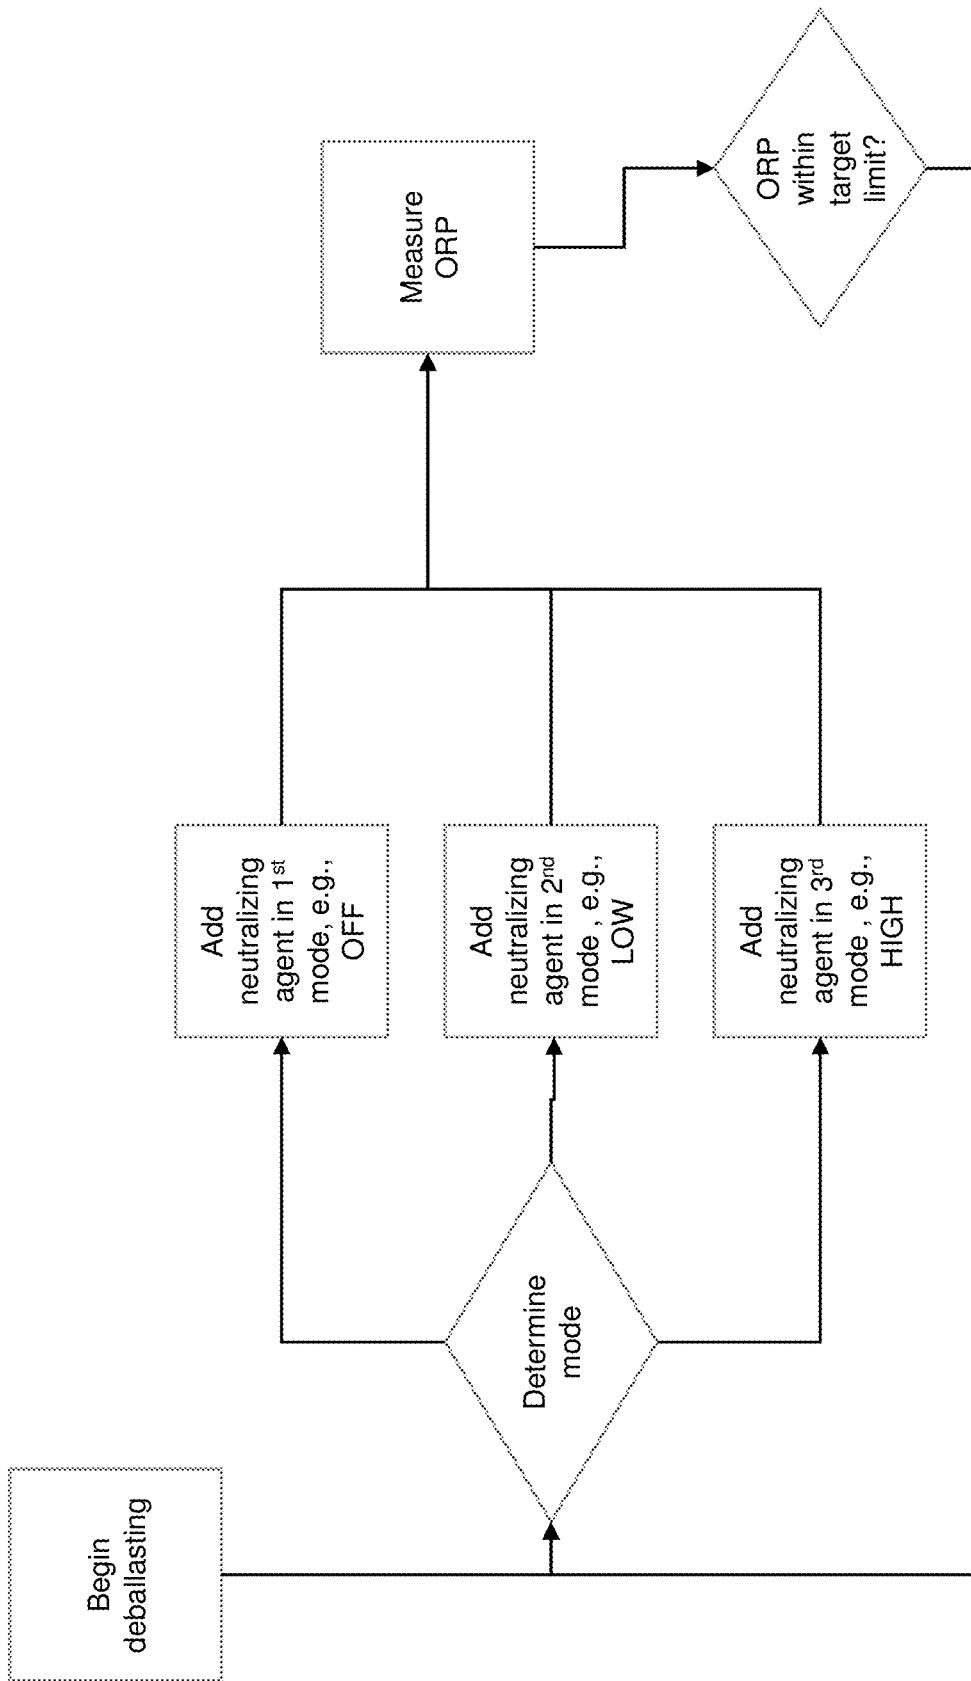 Begin
deballasting
Determine
mode
Add
neutralizing
agent in 1st
mode, e.g.,
OFF
Add
neutralizing
agent in 2nd
mode , e.g.,
LOW
Add
neutralizing
agent in 3rd
mode , e.g.,
HIGH
Measure
ORP
ORP
within
target
limit?